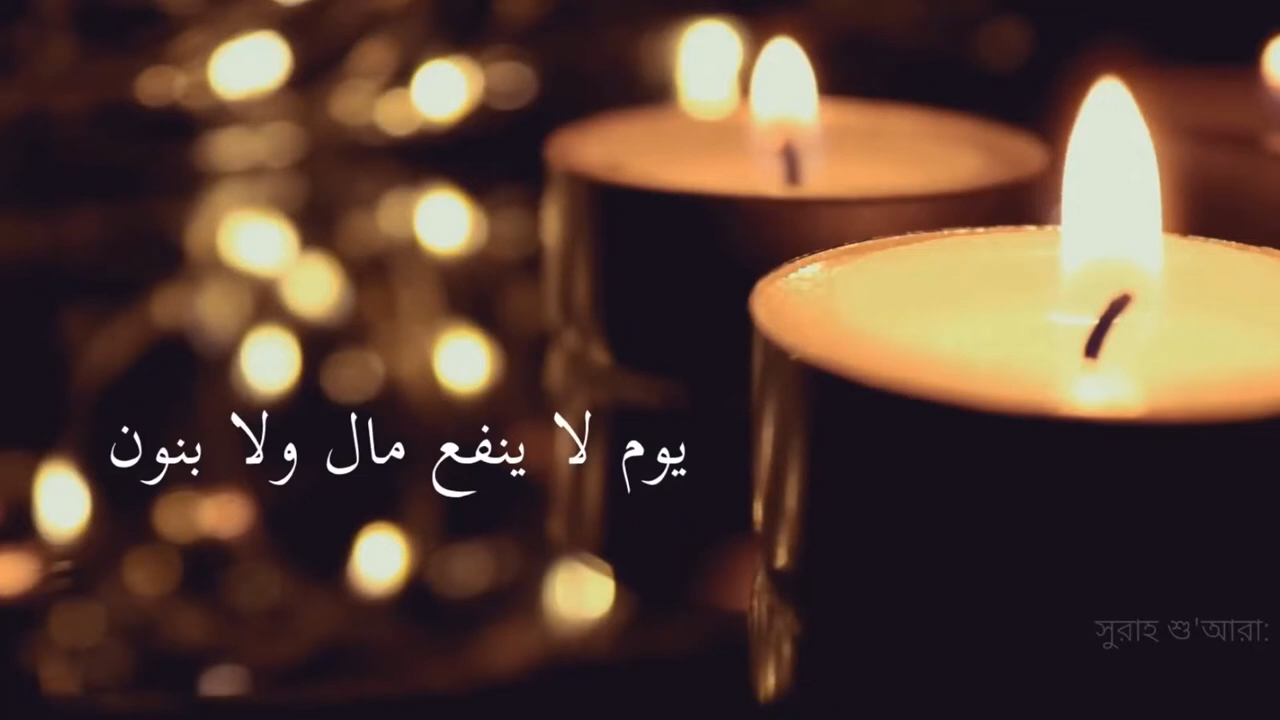 يوم لا ينفع مال ولا بنون
সুরাহ শু'আরা: